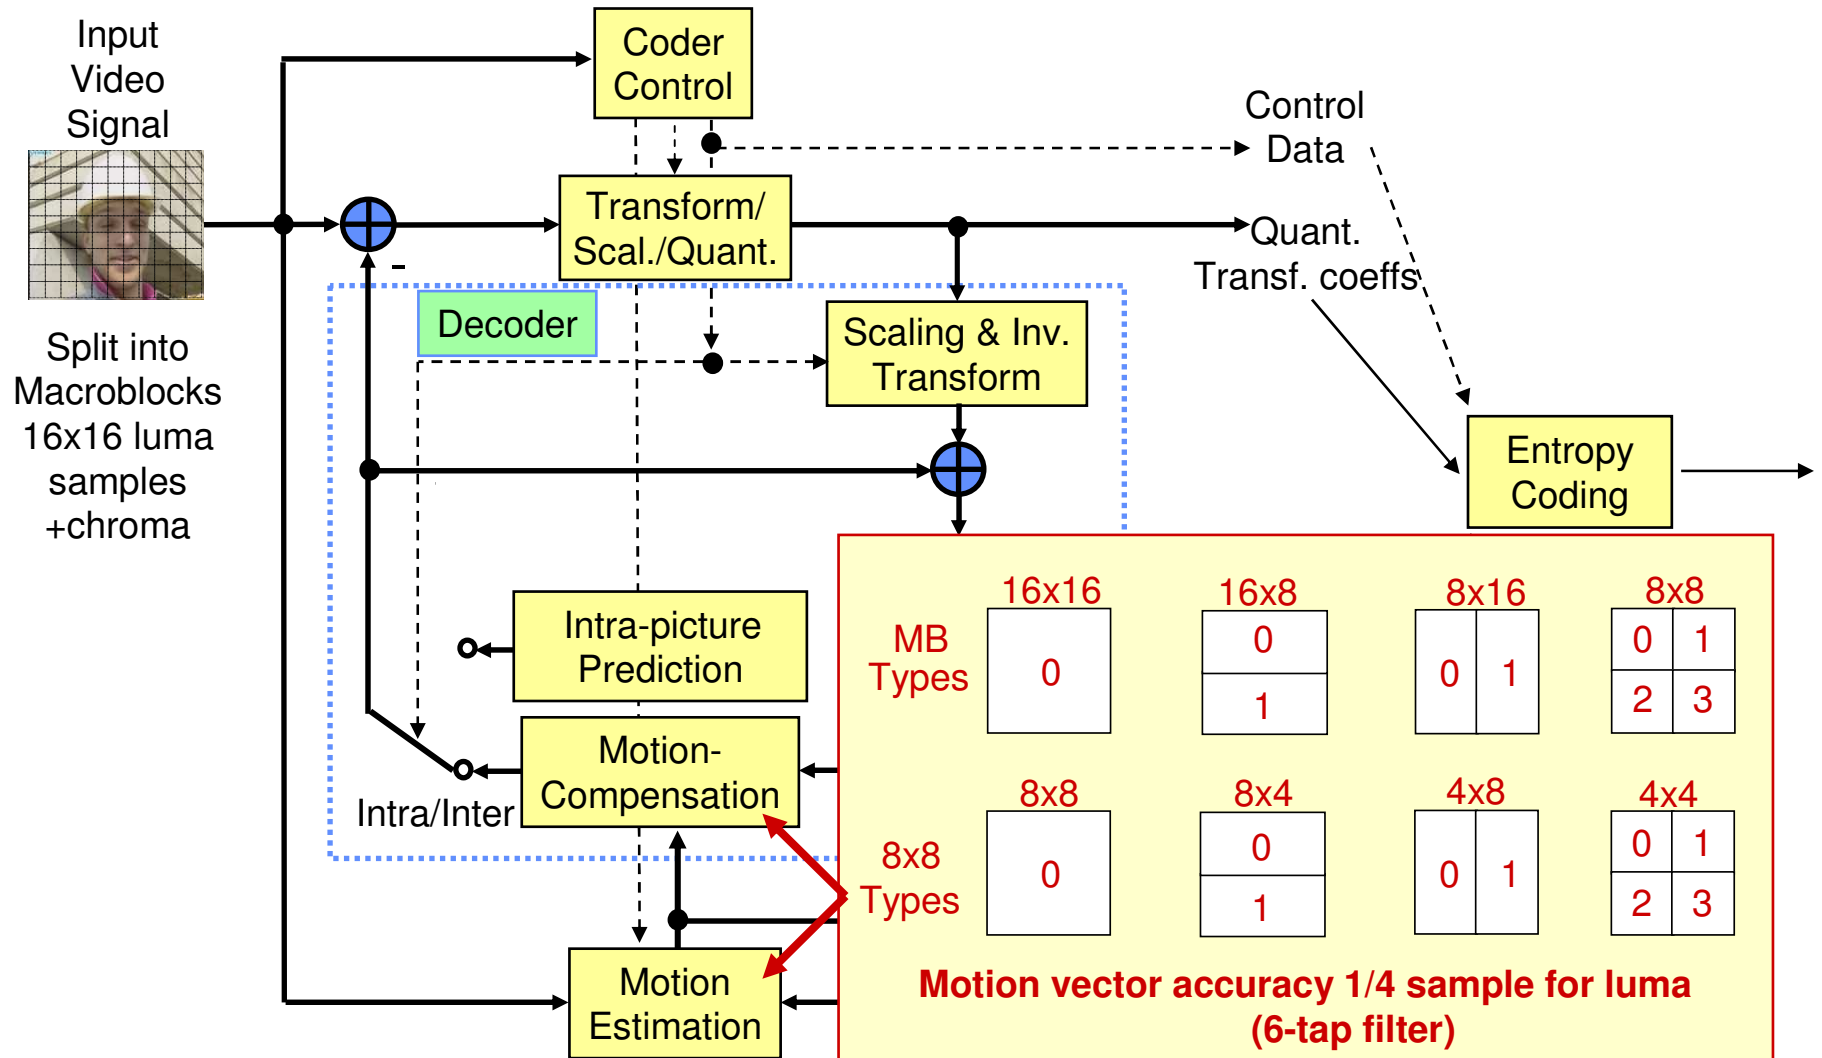 Input
Video
Signal
Coder
Control
Control
Data
Transform/
Scal./Quant.
Quant.
Transf. coeffs
-
Decoder
Scaling & Inv.
Transform
Split into
Macroblocks
16x16 luma
samples
+chroma
Entropy
Coding
Intra-picture
Prediction
Motion-
Compensation
Intra/Inter
Motion
Estimation
MB
Types
16x16
0
16x8
0
1
8x16
0 1
8x8
0 1
2 3
8x8
Types
8x8
0
8x4
0
1
4x8
0 1
4x4
0 1
2 3
Motion vector accuracy 1/4 sample for luma
(6-tap filter)